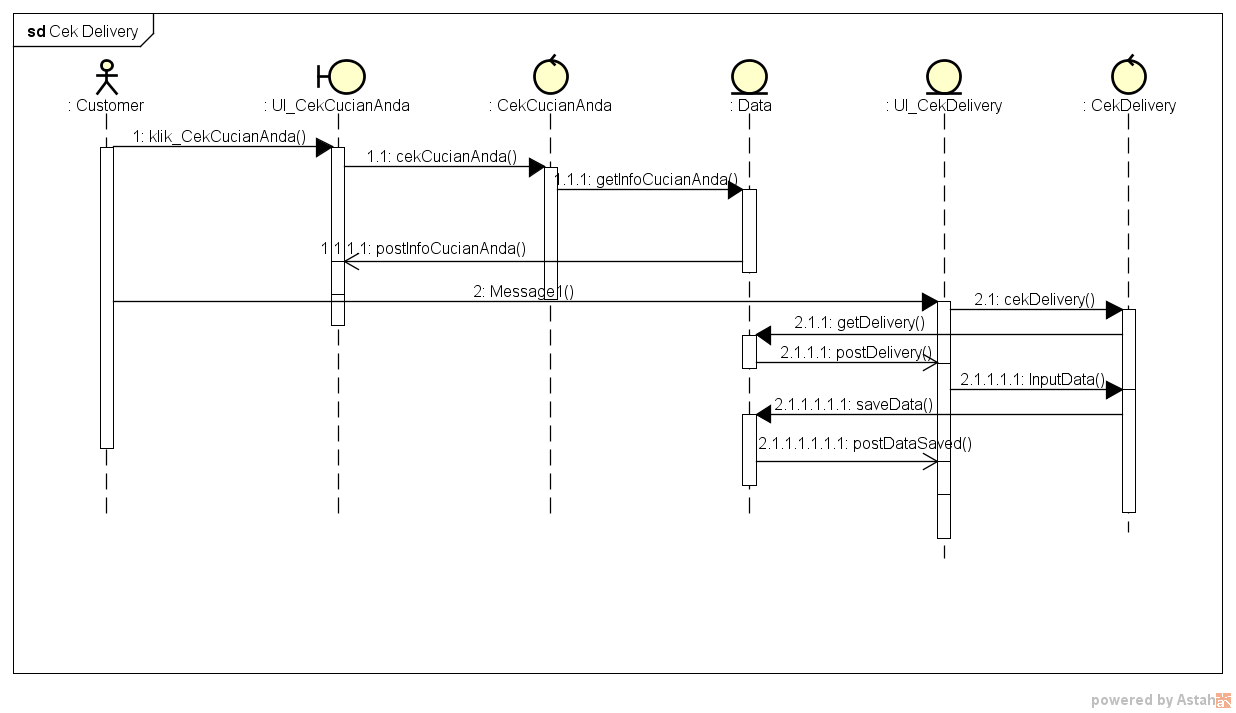 sd Cek Delivery
: Customer
: UI_CekCucianAnda
: CekCucianAnda
: Data
: UI_CekDelivery
: CekDelivery
1: klik_CekCucianAnda()
1.1: cekCucianAnda()
1.1.1: getInfoCucianAnda()
1.1.1.1: postInfoCucianAnda()
2: Message1()
2.1: cekDelivery()
2.1.1: getDelivery()
2.1.1.1: postDelivery()
2.1.1.1.1: InputData()
2.1.1.1.1.1: saveData()
2.1.1.1.1.1.1: postDataSaved()
powered by Astah